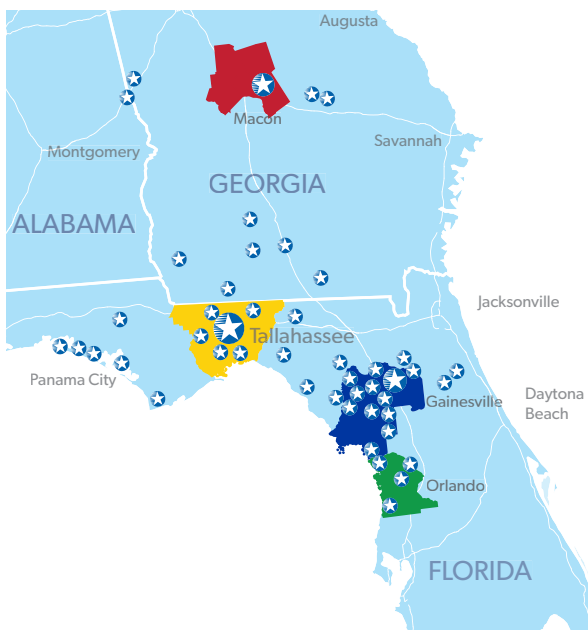 Augusta
Macon
Savannah
Montgomery
GEORGIA
ALABAMA
Jacksonville
Tallahassee
Panama City
Gainesville
Daytona
Beach
Orlando
FLORIDA